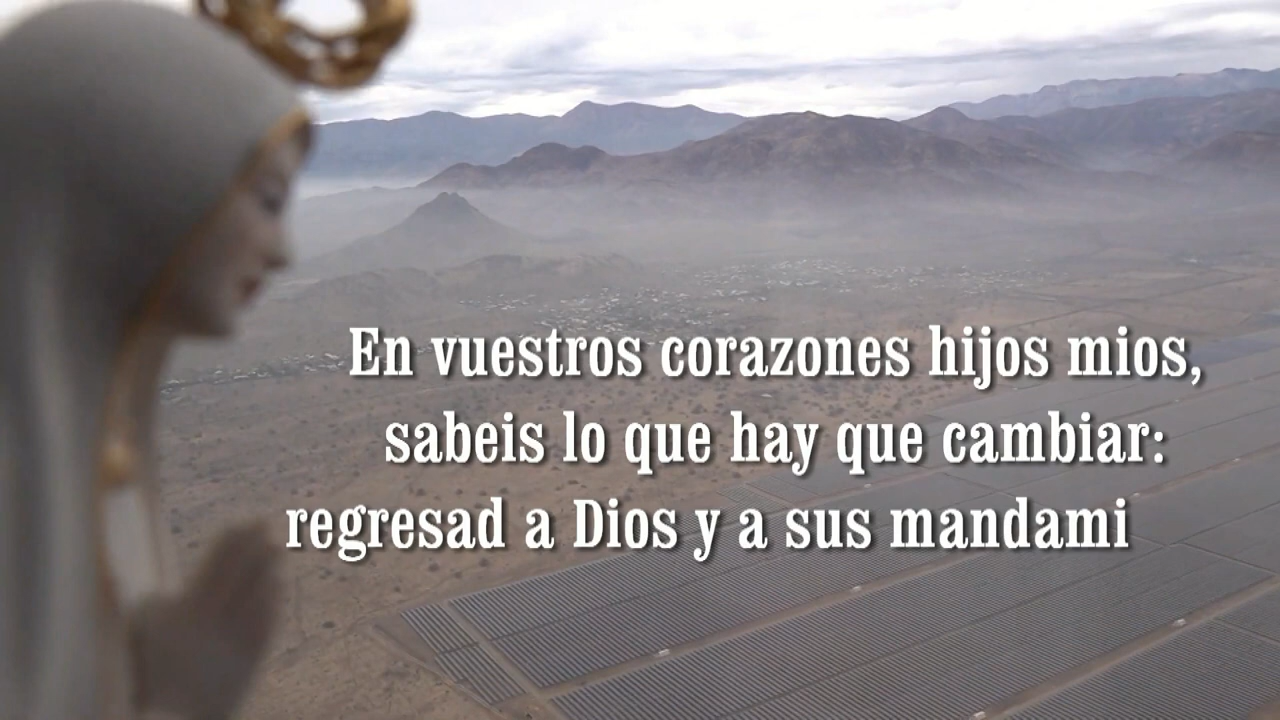 En vuestros corazones hijos mios,
sabeis lo que hay que cambiar:
regresad a Dios y a sus mandami